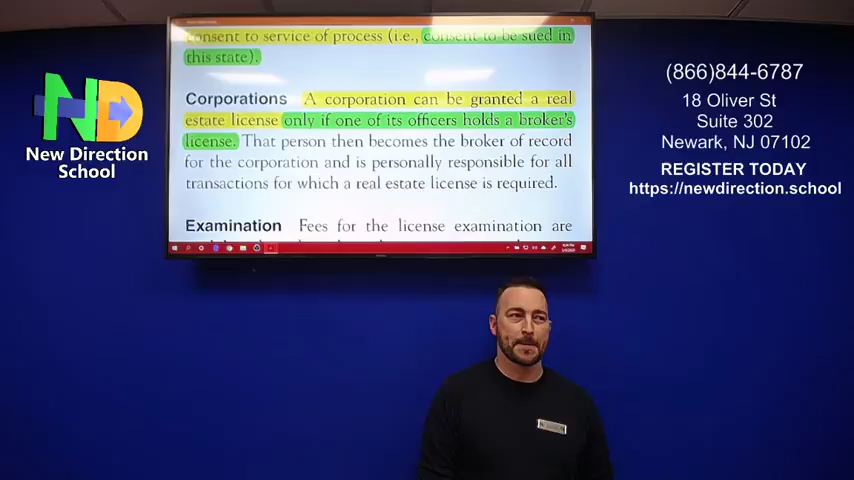 consent to service of process (i.e., consent to be sued in
this state).
Corporations A corporation can be granted a real
estate license only if one of its officers holds a broker's
license. That person then becomes the broker of record
for the corporation and is personally responsible for all
transactions for which a real estate license is required.
Examination Fees for the license examination are
ND
New Direction
School
(866)844-6787
18 Oliver St
Suite 302
Newark, NJ 07102
REGISTER TODAY
https://newdirection.school